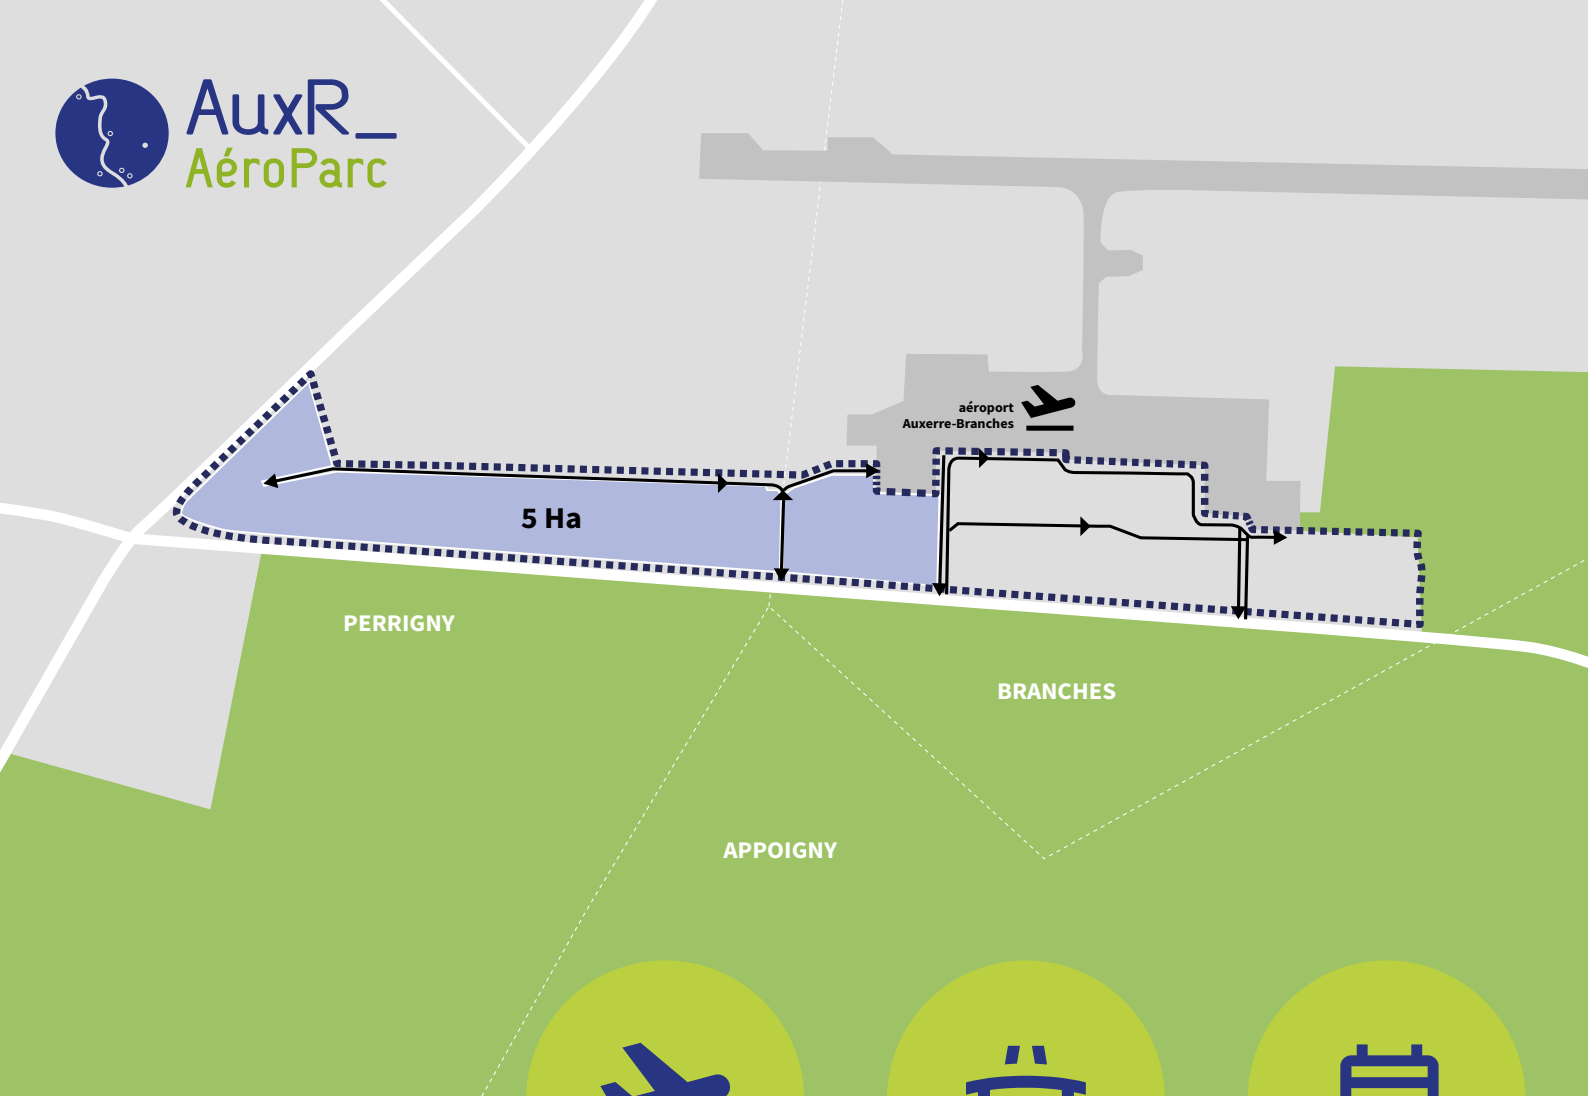 AuxR_
AéroParc
aéroport
Auxerre-Branches
5 Ha
PERRIGNY
BRANCHES
APPOIGNY